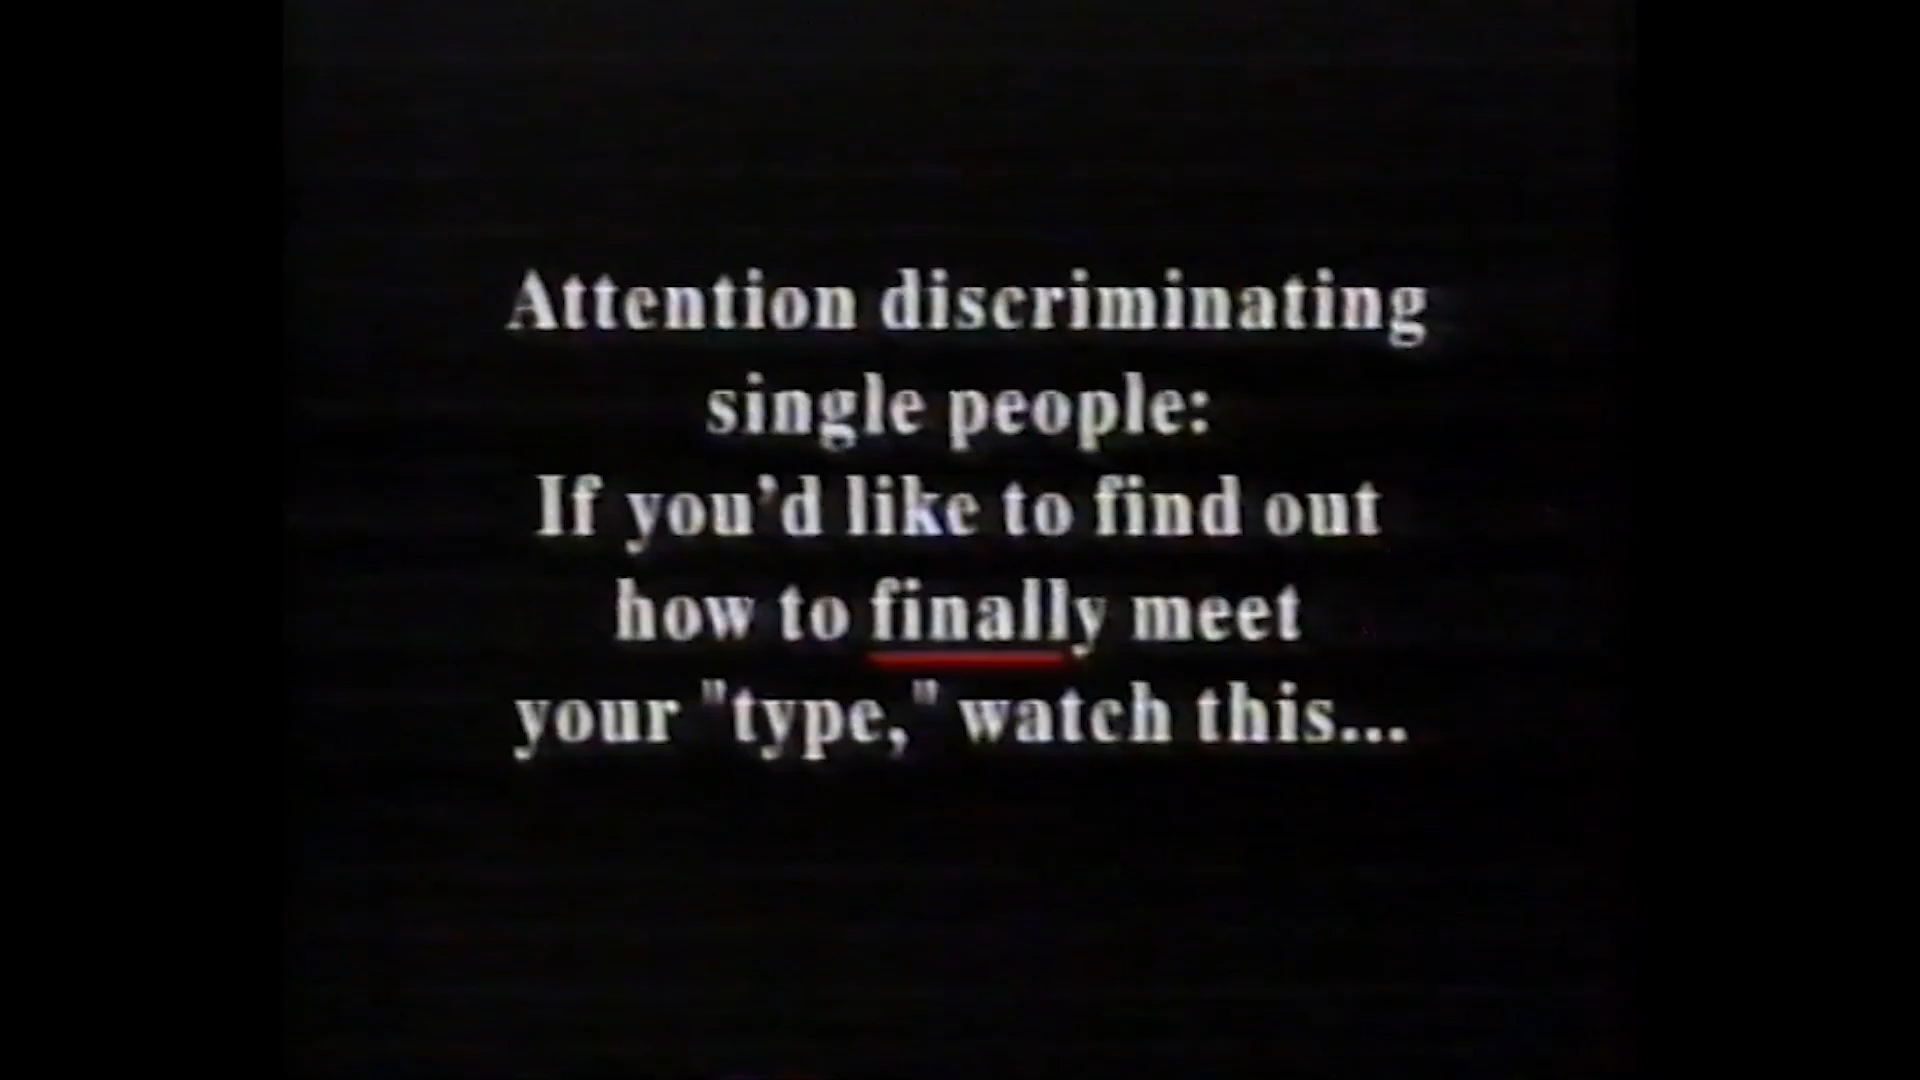 Attention discriminating
single people:
If you’d like to find out
how to finally meet
your "type," watch this...